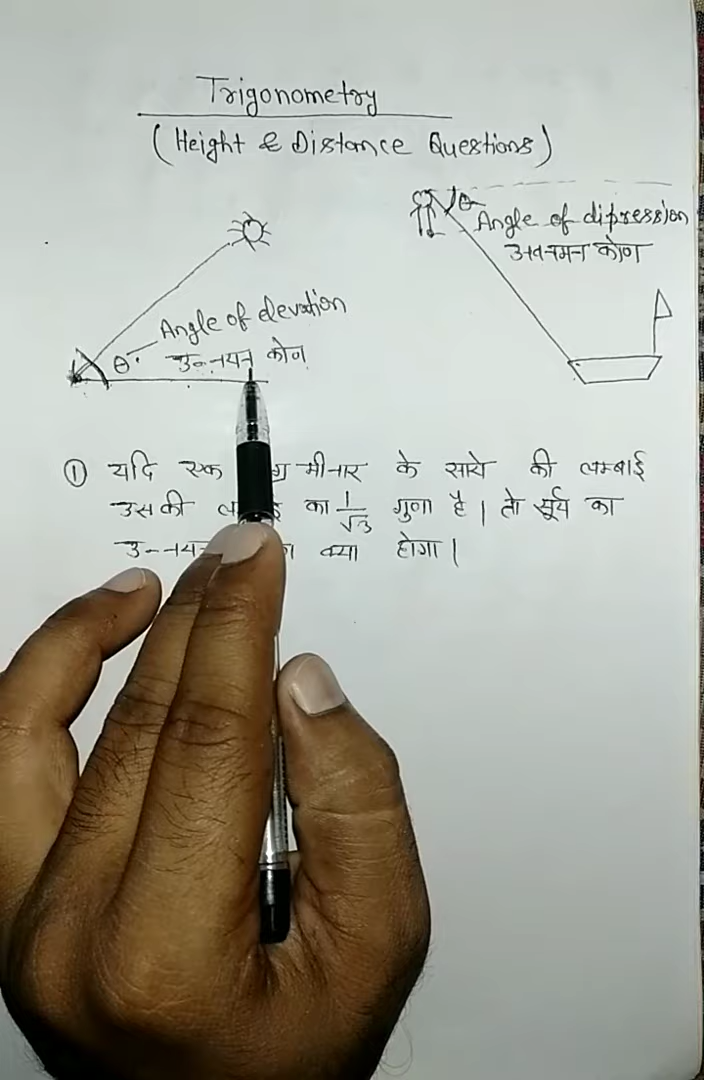 Trigonometry
(Height & Distance Questions)
θ
Angle of dipression
अवनमन कोण
Angle of elevation
θ
उन्नयन कोन
① यदि एक मीनार के साये की लम्बाई
उसकी का 1/√3 गुणा है। तो सूर्य का
क्या होगा।